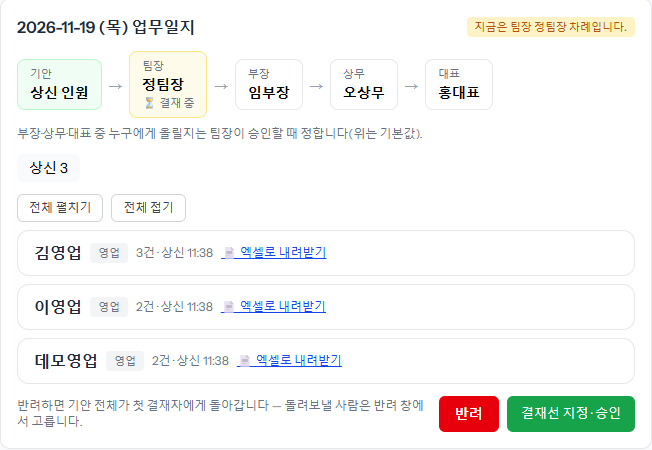 2026-11-19 (목) 업무일지
지금은 팀장 정팀장 차례입니다.
기안
상신 인원
→
팀장
정팀장
⏳ 결재 중
→
부장
임부장
→
상무
오상무
→
대표
홍대표
부장·상무·대표 중 누구에게 올릴지는 팀장이 승인할 때 정합니다(위는 기본값).
상신 3
전체 펼치기
전체 접기
김영업 영업 3건 · 상신 11:38 엑셀로 내려받기
이영업 영업 2건 · 상신 11:38 엑셀로 내려받기
데모영업 영업 2건 · 상신 11:38 엑셀로 내려받기
반려하면 기안 전체가 첫 결재자에게 돌아갑니다 — 돌려보낼 사람은 반려 창에
서 고릅니다.
반려
결재선 지정·승인